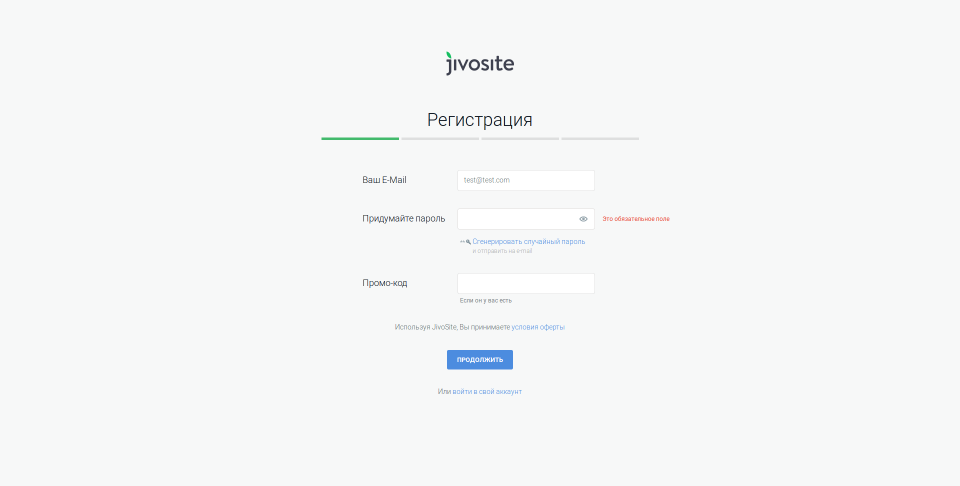 jivosite
Регистрация
Ваш E-Mail
test@test.com
Придумайте пароль
Это обязательное поле
Сгенерировать случайный пароль
и отправить на email
Промо-код
Если он у вас есть
Используя JivoSite, Вы принимаете условия оферты
ПРОДОЛЖИТЬ
Или войти в свой аккаунт